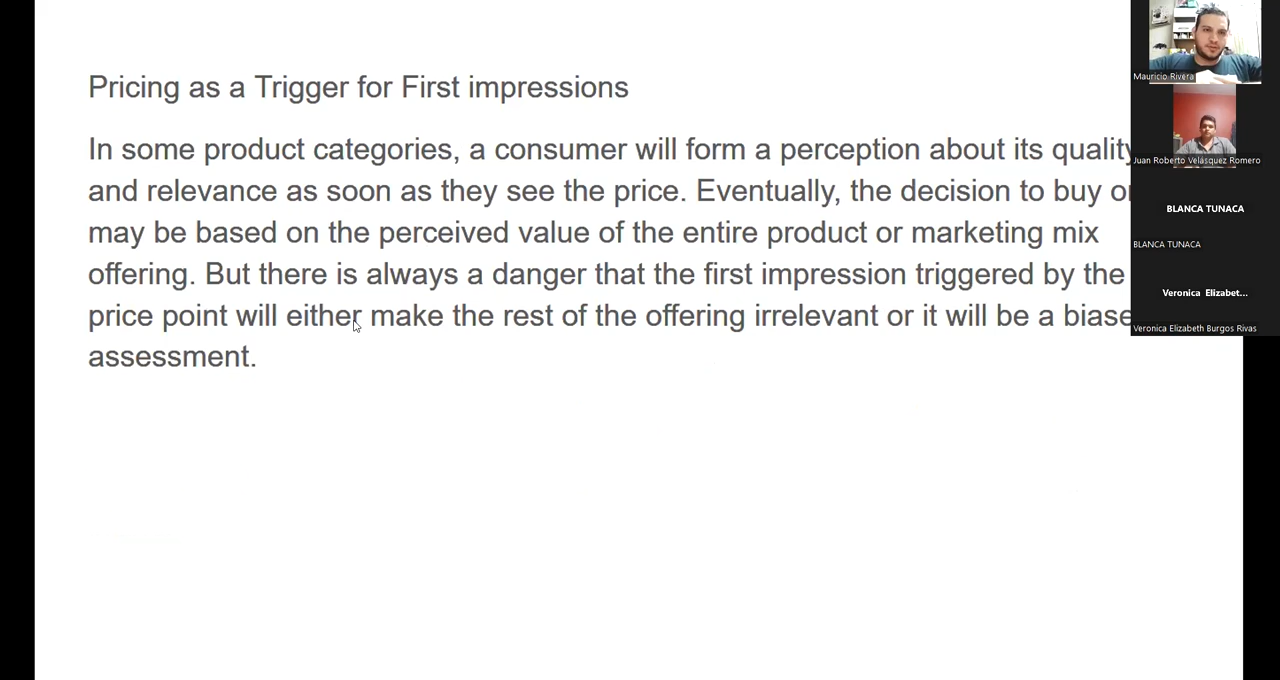 Pricing as a Trigger for First impressions
In some product categories, a consumer will form a perception about its quality
and relevance as soon as they see the price. Eventually, the decision to buy or
may be based on the perceived value of the entire product or marketing mix
offering. But there is always a danger that the first impression triggered by the
price point will either make the rest of the offering irrelevant or it will be a biase
assessment.
Mauricio Rivera
Juan Roberto Velásquez Romero
BLANCA TUNACA
BLANCA TUNACA
Veronica Elizabet...
Veronica Elizabeth Burgos Rivas